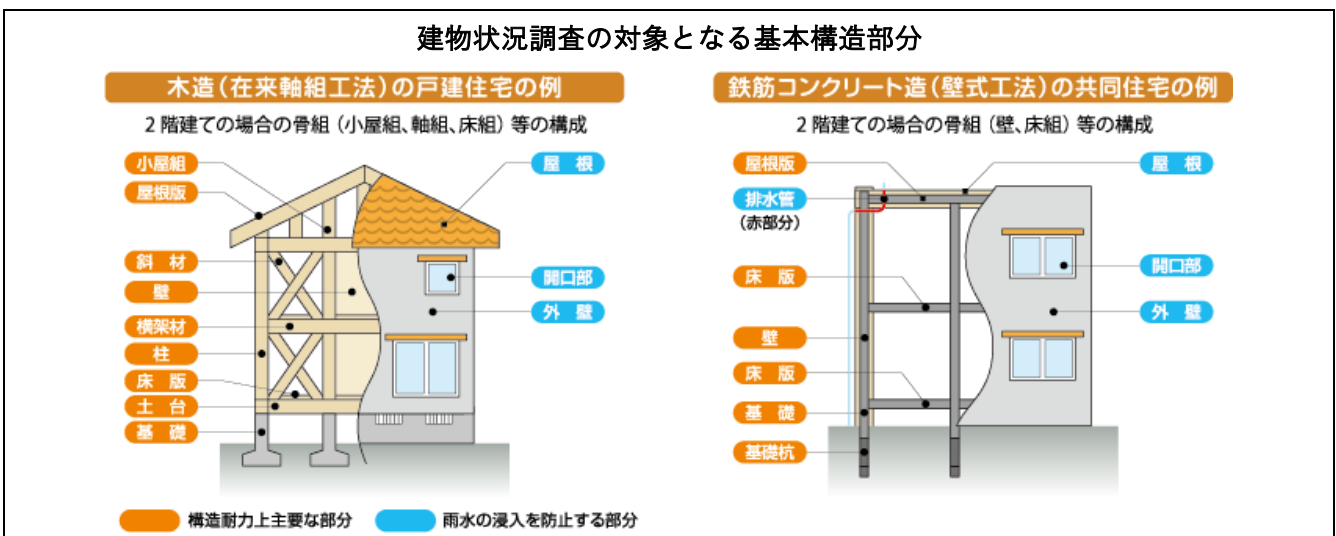 建物状況調査の対象となる基本構造部分
木造（在来軸組工法）の戸建住宅の例
2階建ての場合の骨組（小屋組、軸組、床組）等の構成
小屋組
屋根版
斜 材
壁
横架材
柱
床 版
土 台
基 礎
屋 根
開口部
外 壁
鉄筋コンクリート造（壁式工法）の共同住宅の例
2階建ての場合の骨組（壁、床組）等の構成
屋根版
排水管
（赤部分）
床 版
壁
床 版
基 礎
基礎杭
屋 根
開口部
外 壁
構造耐力上主要な部分
雨水の浸入を防止する部分